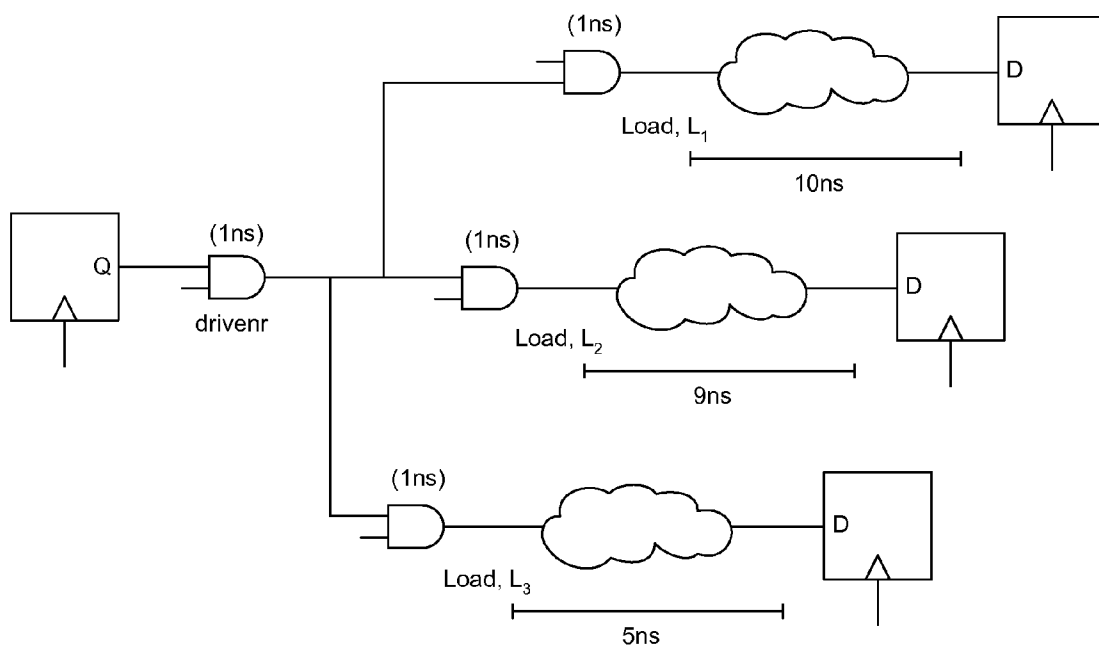 (1ns)
D
Load, L₁
10ns
(1ns)
(1ns)
Q
D
drivenr
Load, L₂
9ns
(1ns)
D
Load, L₃
5ns